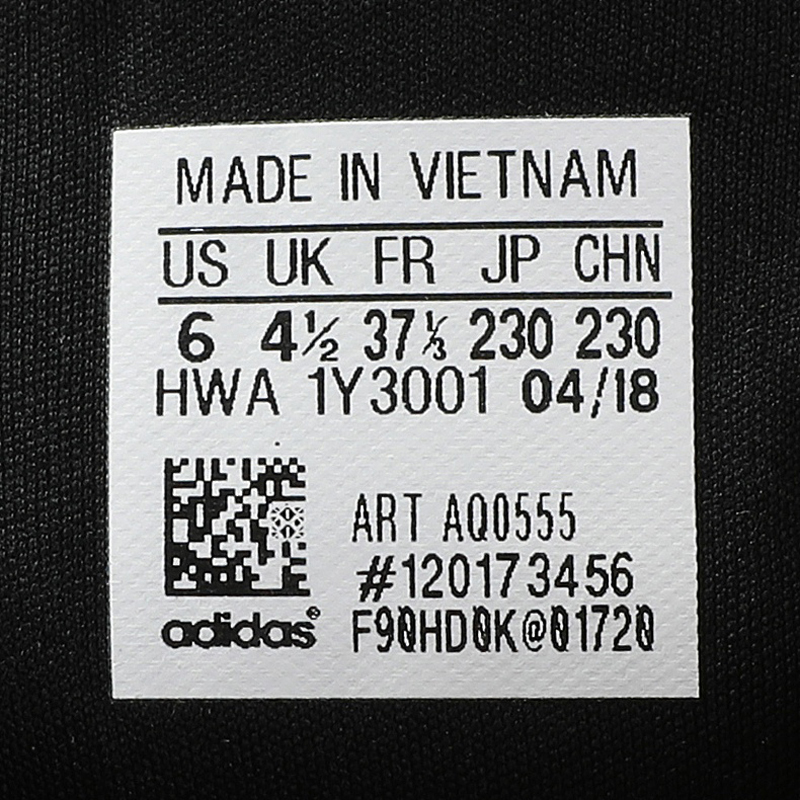 MADE IN VIETNAM
US UK FR JP CHN
6 4½ 37⅓ 230 230
HWA 1Y3001 04/18
ART AQ0555
#120173456
adidas® F90HD0K@01720